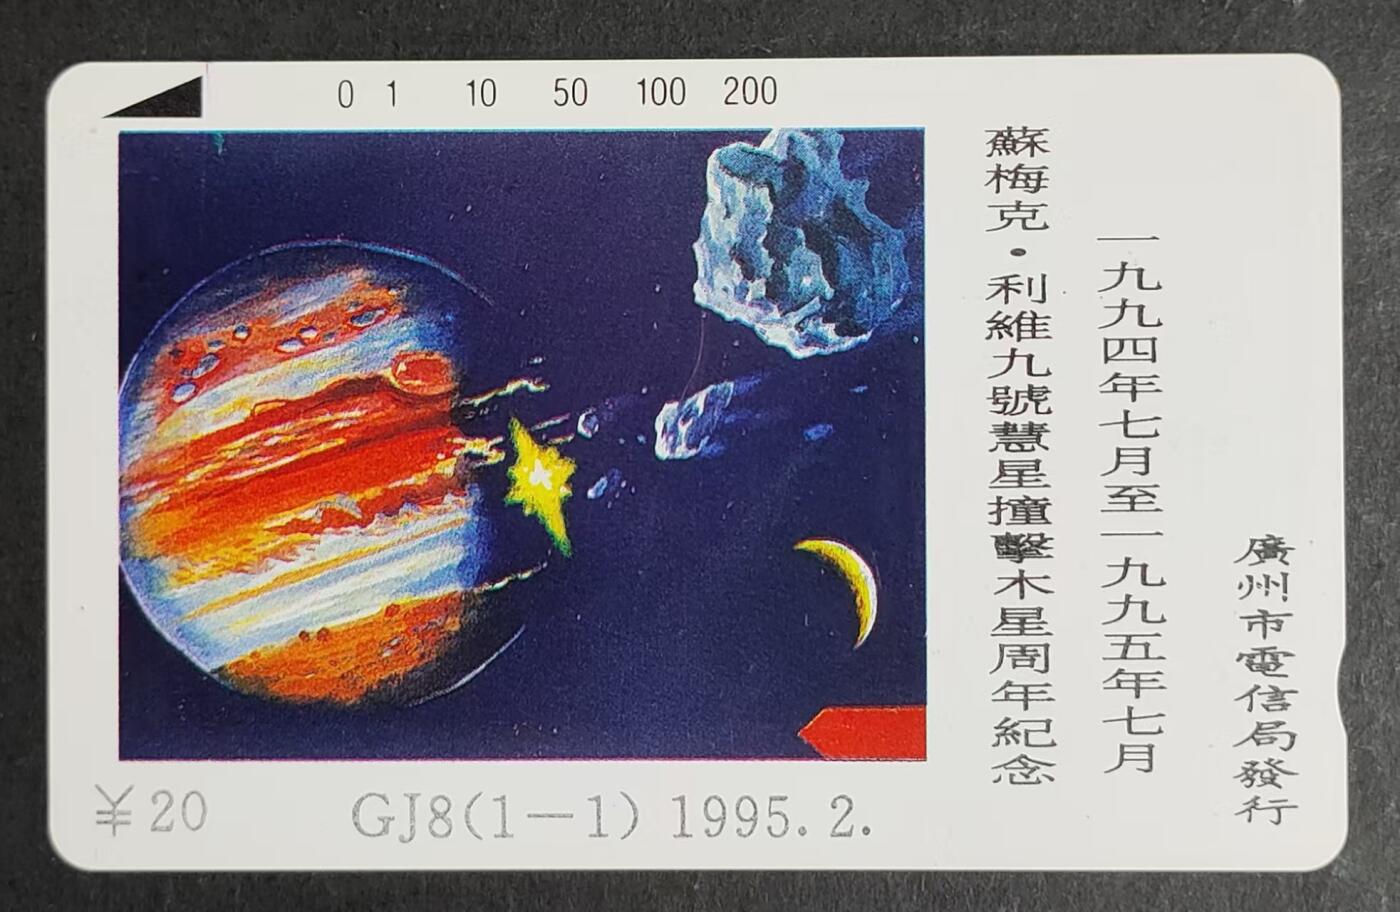 0 1 10 50 100 200
蘇梅克·利維九號慧星撞擊木星周年紀念
一九九四年七月至一九九五年七月
廣州市電信局發行
¥20 GJ8(1—1) 1995. 2.